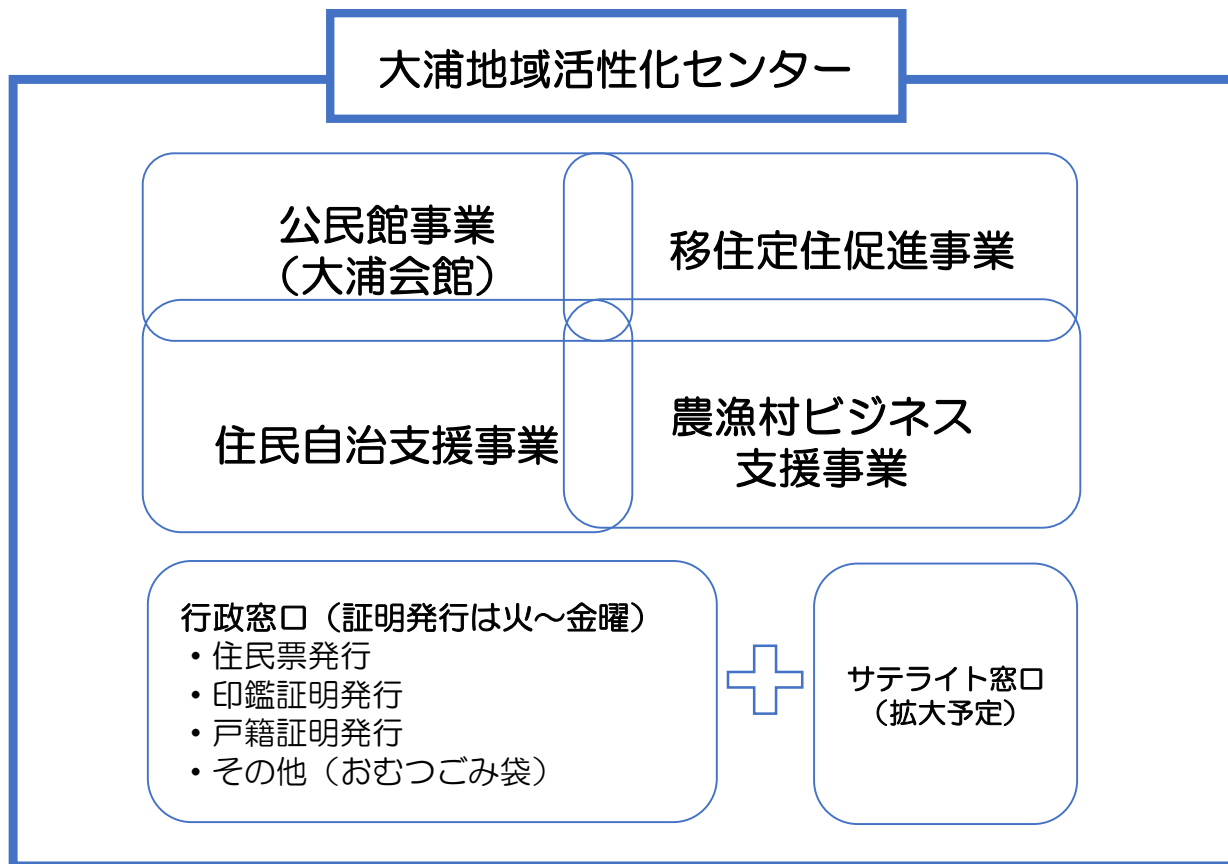 大浦地域活性化センター
公民館事業
（大浦会館）
移住定住促進事業
住民自治支援事業
農漁村ビジネス
支援事業
行政窓口（証明発行は火～金曜）
・住民票発行
・印鑑証明発行
・戸籍証明発行
・その他（おむつごみ袋）
サテライト窓口
（拡大予定）